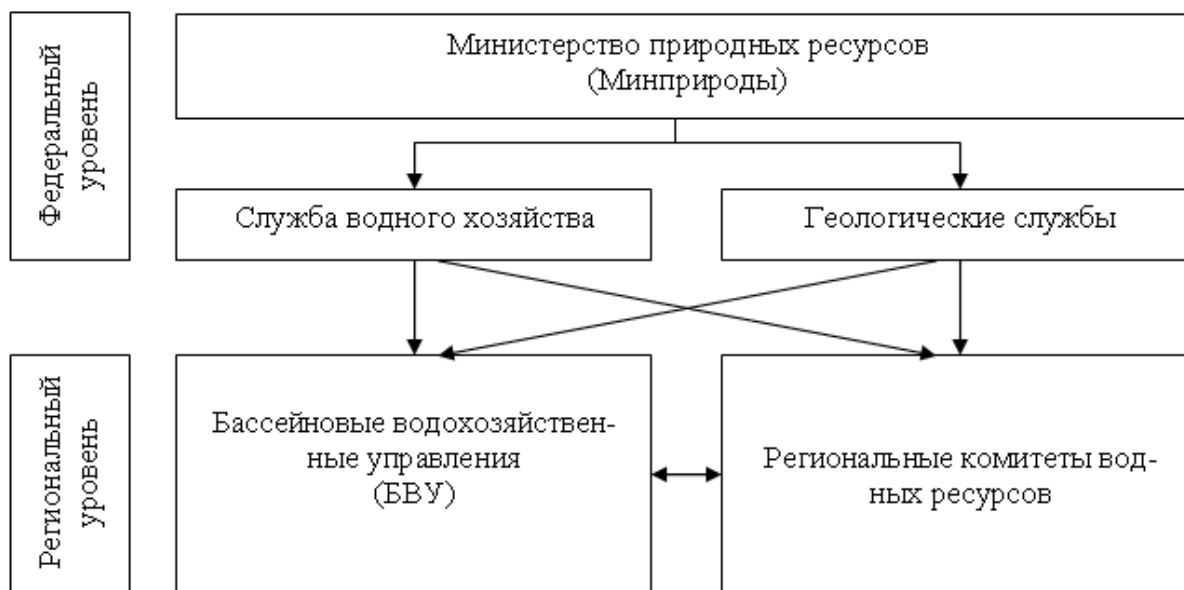 Федеральный
уровень
Министерство природных ресурсов
(Минприроды)
Служба водного хозяйства
Геологические службы
Региональный
уровень
Бассейновые водохозяйствен-
ные управления
(БВУ)
Региональные комитеты вод-
ных ресурсов